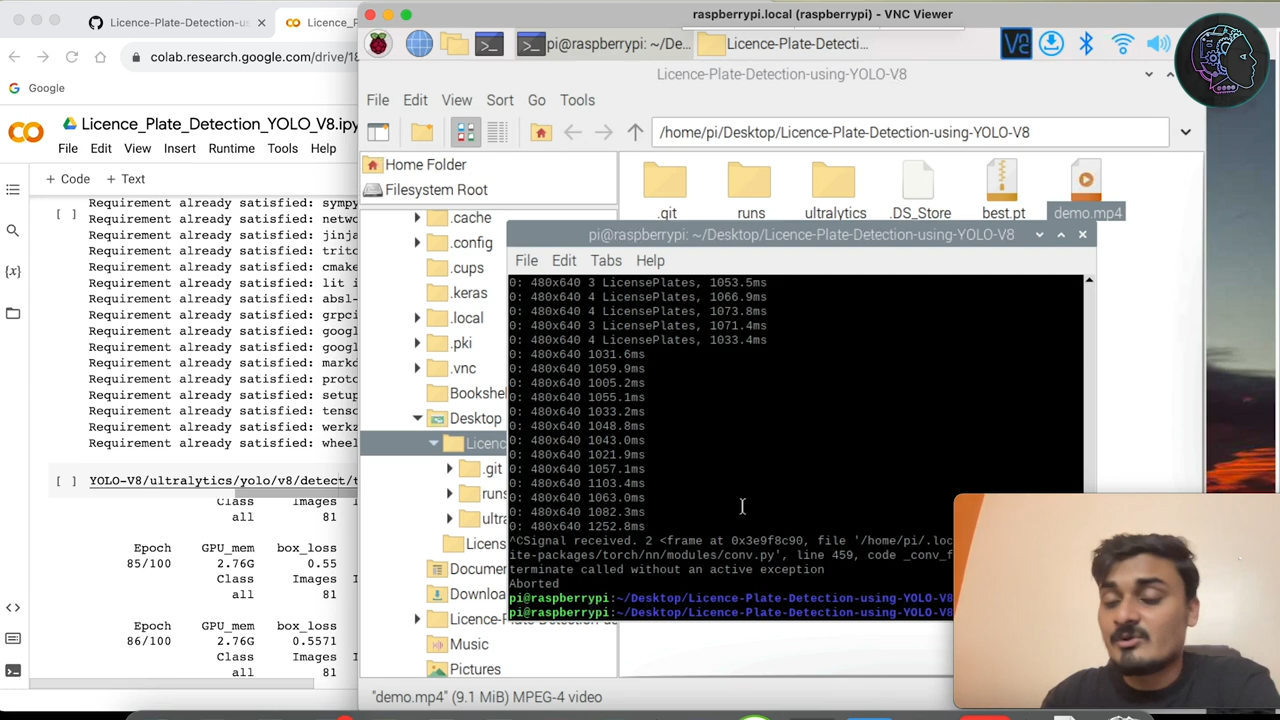 Licence-Plate-Detection-us
Licence_P
colab.research.google.com/drive/18
Google
Licence_Plate_Detection_YOLO_V8.ipy
File Edit View Insert Runtime Tools Help
+ Code + Text
[ ]
Requirement already satisfied: sympy
Requirement already satisfied: netwo
Requirement already satisfied: jinja
Requirement already satisfied: trito
Requirement already satisfied: cmake
Requirement already satisfied: lit i
Requirement already satisfied: absl-
Requirement already satisfied: grpci
Requirement already satisfied: googl
Requirement already satisfied: googl
Requirement already satisfied: markd
Requirement already satisfied: proto
Requirement already satisfied: setup
Requirement already satisfied: tenso
Requirement already satisfied: werkz
Requirement already satisfied: wheel
[ ] YOLO-V8/ultralytics/yolo/v8/detect/t
Class Images
all 81
Epoch GPU_mem box_loss
85/100 2.76G 0.55
Class Images
all 81
Epoch GPU_mem box_loss
86/100 2.76G 0.5571
Class Images
all 81
raspberrypi.local (raspberrypi) - VNC Viewer
pi@raspberrypi: ~/De...
Licence-Plate-Detecti...
Licence-Plate-Detection-using-YOLO-V8
File Edit View Sort Go Tools
/home/pi/Desktop/Licence-Plate-Detection-using-YOLO-V8
Home Folder
Filesystem Root
.cache
.config
.cups
.keras
.local
.pki
.vnc
Bookshe
Desktop
Licenc
.git
runs
ultra
Licens
Docume
Downloa
Licence-P
Music
Pictures
.git
runs
ultralytics
.DS_Store
best.pt
demo.mp4
pi@raspberrypi: ~/Desktop/Licence-Plate-Detection-using-YOLO-V8
File Edit Tabs Help
0: 480x640 3 LicensePlates, 1053.5ms
0: 480x640 4 LicensePlates, 1066.9ms
0: 480x640 4 LicensePlates, 1073.8ms
0: 480x640 3 LicensePlates, 1071.4ms
0: 480x640 4 LicensePlates, 1033.4ms
0: 480x640 1031.6ms
0: 480x640 1059.9ms
0: 480x640 1005.2ms
0: 480x640 1055.1ms
0: 480x640 1033.2ms
0: 480x640 1048.8ms
0: 480x640 1043.0ms
0: 480x640 1021.9ms
0: 480x640 1057.1ms
0: 480x640 1103.4ms
0: 480x640 1063.0ms
0: 480x640 1082.3ms
0: 480x640 1252.8ms
^CSignal received. 2 <frame at 0x3e9f8c90, file '/home/pi/.loc
ite-packages/torch/nn/modules/conv.py', line 459, code _conv_f
terminate called without an active exception
Aborted
pi@raspberrypi:~/Desktop/Licence-Plate-Detection-using-YOLO-V8
pi@raspberrypi:~/Desktop/Licence-Plate-Detection-using-YOLO-V8
"demo.mp4" (9.1 MiB) MPEG-4 video